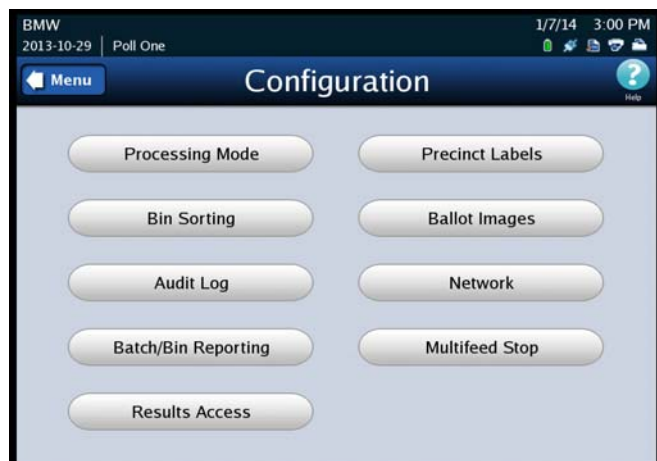 BMW 1/7/14 3:00 PM
2013-10-29 | Poll One
Menu Configuration Help
Processing Mode Precinct Labels
Bin Sorting Ballot Images
Audit Log Network
Batch/Bin Reporting Multifeed Stop
Results Access